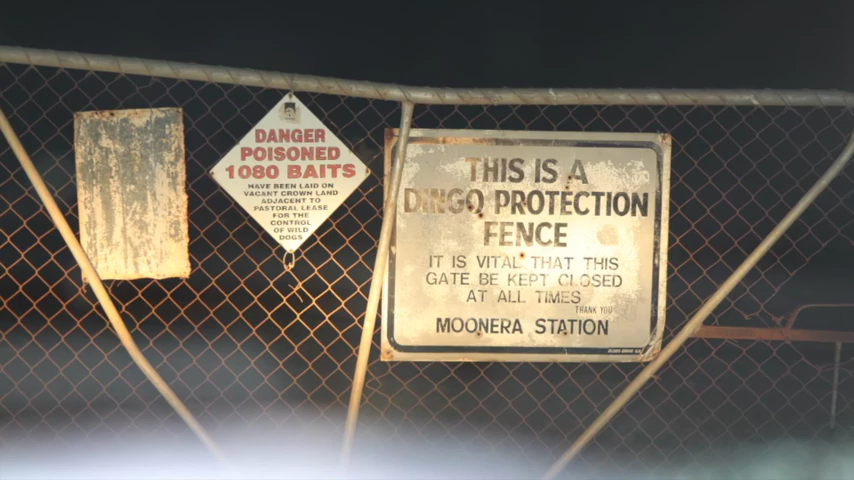 DANGER
POISONED
1080 BAITS
HAVE BEEN LAID ON
VACANT CROWN LAND
ADJACENT TO
PASTORAL LEASE
FOR THE
CONTROL
OF WILD
DOGS
THIS IS A
DINGO PROTECTION
FENCE
IT IS VITAL THAT THIS
GATE BE KEPT CLOSED
AT ALL TIMES
THANK YOU
MOONERA STATION